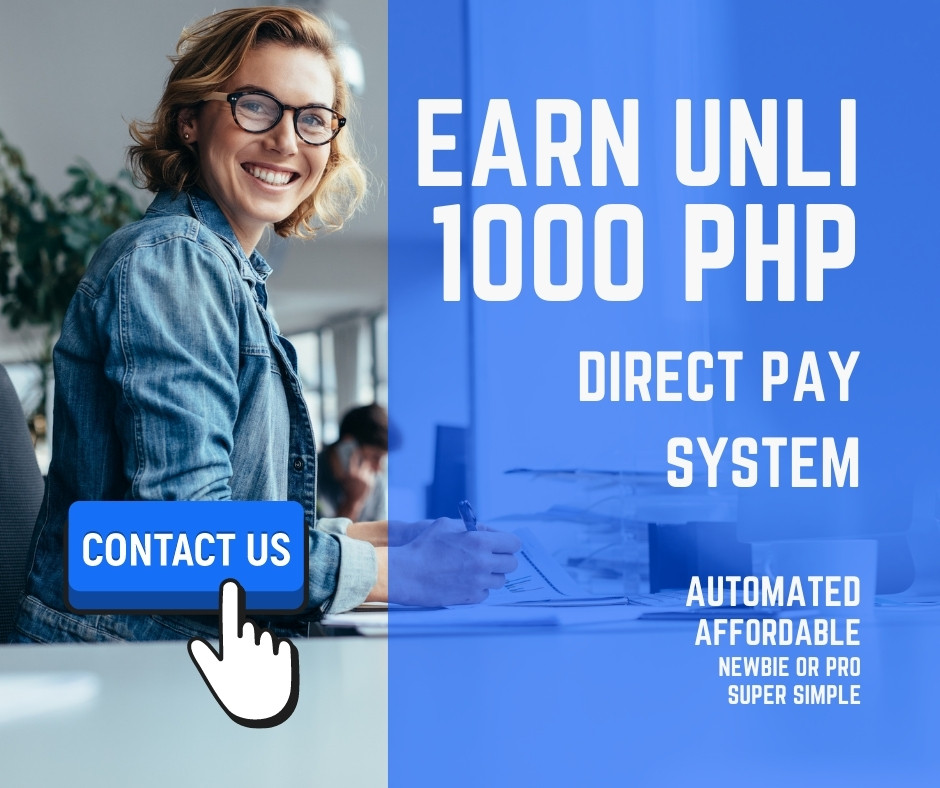 EARN UNLI
1000 PHP
DIRECT PAY
SYSTEM
CONTACT US
AUTOMATED
AFFORDABLE
NEWBIE OR PRO
SUPER SIMPLE